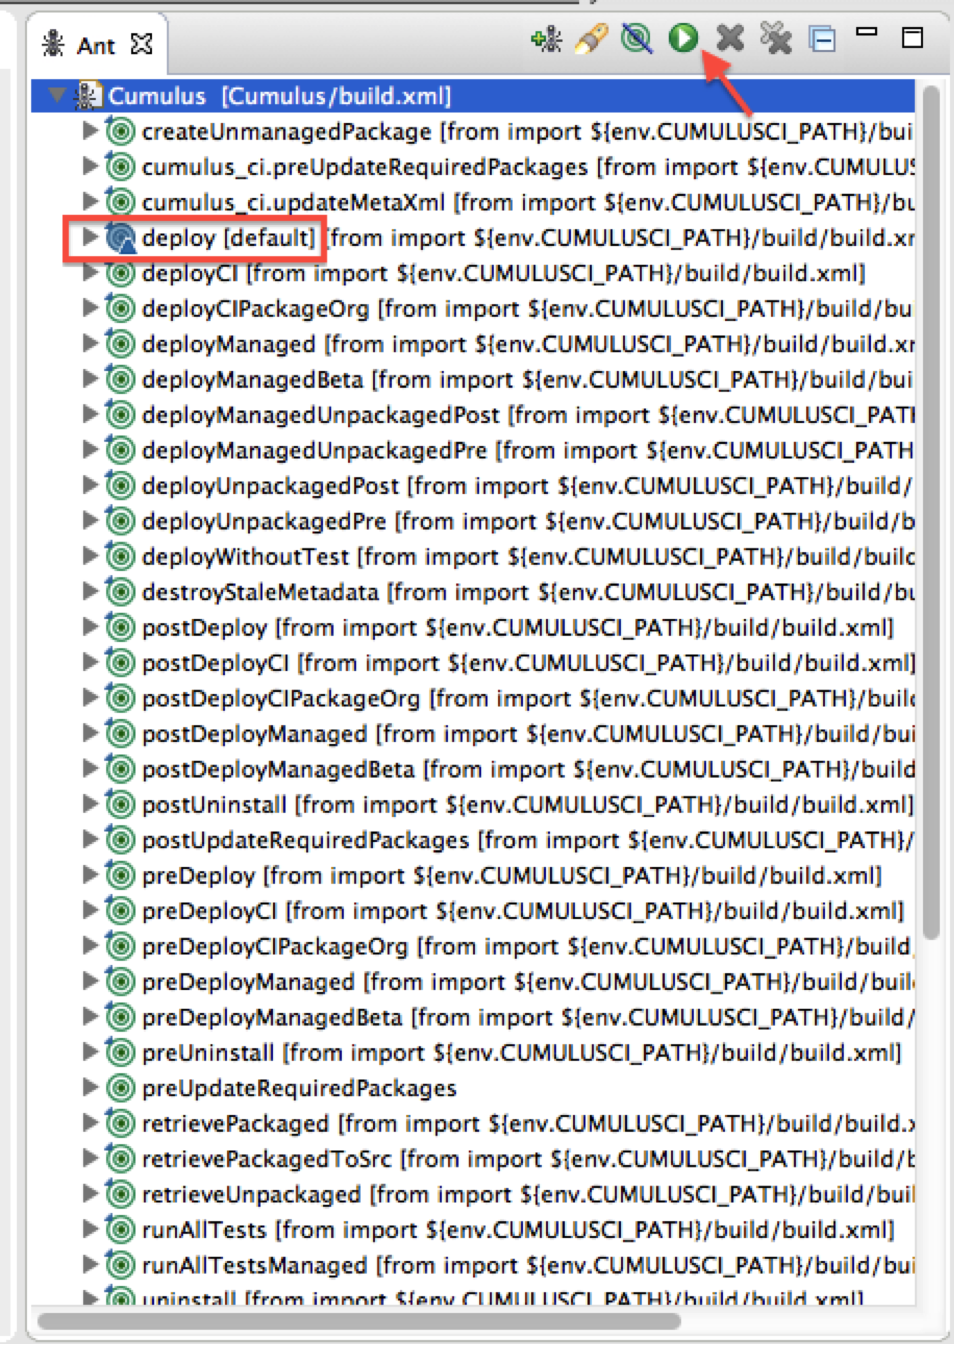 Ant
Cumulus [Cumulus/build.xml]
createUnmanagedPackage [from import ${env.CUMULUSCI_PATH}/bui
cumulus_ci.preUpdateRequiredPackages [from import ${env.CUMULUS
cumulus_ci.updateMetaXml [from import ${env.CUMULUSCI_PATH}/bu
deploy [default] [from import ${env.CUMULUSCI_PATH}/build/build.xm
deployCI [from import ${env.CUMULUSCI_PATH}/build/build.xml]
deployCIPackageOrg [from import ${env.CUMULUSCI_PATH}/build/bu
deployManaged [from import ${env.CUMULUSCI_PATH}/build/build.xm
deployManagedBeta [from import ${env.CUMULUSCI_PATH}/build/bui
deployManagedUnpackagedPost [from import ${env.CUMULUSCI_PATH
deployManagedUnpackagedPre [from import ${env.CUMULUSCI_PATH
deployUnpackagedPost [from import ${env.CUMULUSCI_PATH}/build/
deployUnpackagedPre [from import ${env.CUMULUSCI_PATH}/build/b
deployWithoutTest [from import ${env.CUMULUSCI_PATH}/build/build
destroyStaleMetadata [from import ${env.CUMULUSCI_PATH}/build/bu
postDeploy [from import ${env.CUMULUSCI_PATH}/build/build.xml]
postDeployCI [from import ${env.CUMULUSCI_PATH}/build/build.xml]
postDeployCIPackageOrg [from import ${env.CUMULUSCI_PATH}/build
postDeployManaged [from import ${env.CUMULUSCI_PATH}/build/bui
postDeployManagedBeta [from import ${env.CUMULUSCI_PATH}/build
postUninstall [from import ${env.CUMULUSCI_PATH}/build/build.xml]
postUpdateRequiredPackages [from import ${env.CUMULUSCI_PATH}/
preDeploy [from import ${env.CUMULUSCI_PATH}/build/build.xml]
preDeployCI [from import ${env.CUMULUSCI_PATH}/build/build.xml]
preDeployCIPackageOrg [from import ${env.CUMULUSCI_PATH}/build/
preDeployManaged [from import ${env.CUMULUSCI_PATH}/build/buil
preDeployManagedBeta [from import ${env.CUMULUSCI_PATH}/build/
preUninstall [from import ${env.CUMULUSCI_PATH}/build/build.xml]
preUpdateRequiredPackages
retrievePackaged [from import ${env.CUMULUSCI_PATH}/build/build.x
retrievePackagedToSrc [from import ${env.CUMULUSCI_PATH}/build/b
retrieveUnpackaged [from import ${env.CUMULUSCI_PATH}/build/buil
runAllTests [from import ${env.CUMULUSCI_PATH}/build/build.xml]
runAllTestsManaged [from import ${env.CUMULUSCI_PATH}/build/bui
uninstall [from import ${env.CUMULUSCI_PATH}/build/build.xml]